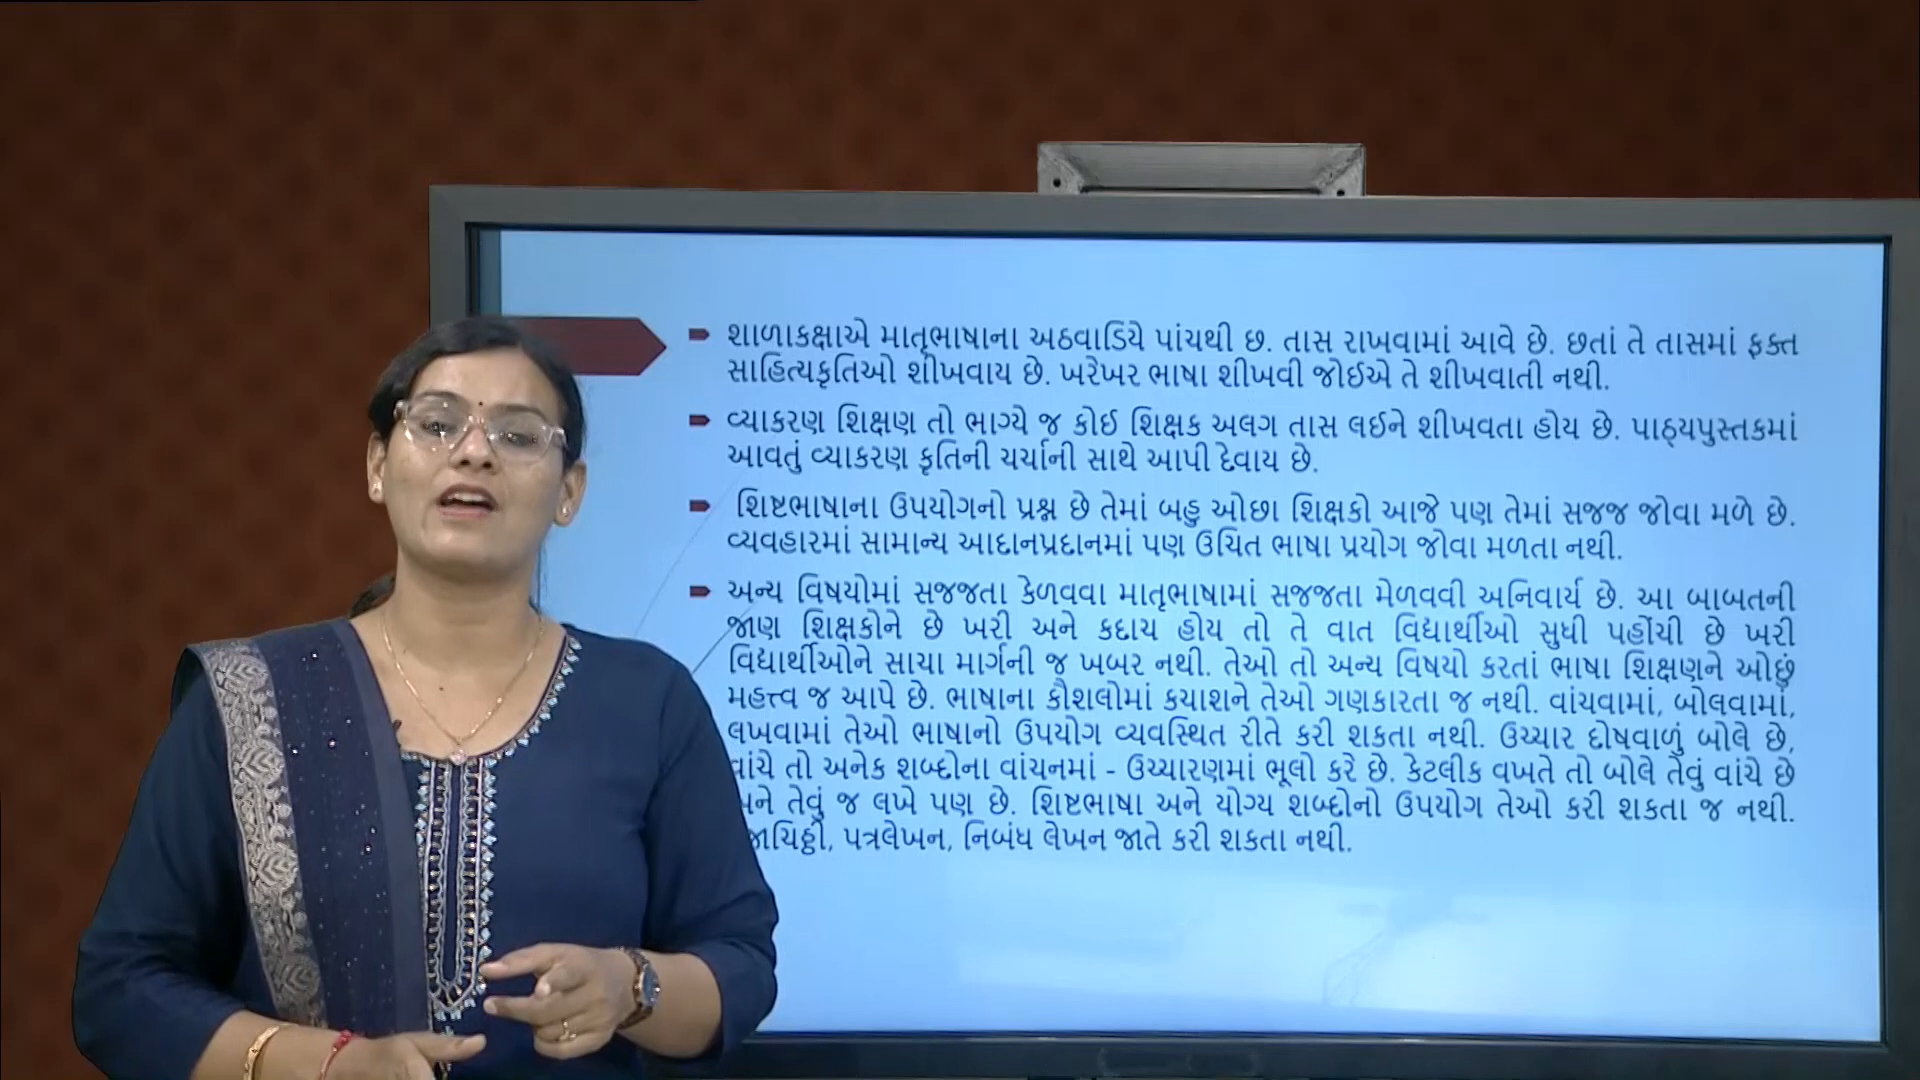 શાળાકક્ષાએ માતૃભાષાના અઠવાડિયે પાંચથી છ. તાસ રાખવામાં આવે છે. છતાં તે તાસમાં ફક્ત
સાહિત્યકૃતિઓ શીખવાય છે. ખરેખર ભાષા શીખવી જોઈએ તે શીખવાતી નથી.
વ્યાકરણ શિક્ષણ તો ભાગ્યે જ કોઈ શિક્ષક અલગ તાસ લઈને શીખવતા હોય છે. પાઠ્યપુસ્તકમાં
આવતું વ્યાકરણ કૃતિની ચર્ચાની સાથે આપી દેવાય છે.
શિષ્ટભાષાના ઉપયોગનો પ્રશ્ન છે તેમાં બહુ ઓછા શિક્ષકો આજે પણ તેમાં સજજ જોવા મળે છે.
વ્યવહારમાં સામાન્ય આદાનપ્રદાનમાં પણ ઉચિત ભાષા પ્રયોગ જોવા મળતા નથી.
અન્ય વિષયોમાં સજજતા કેળવવા માતૃભાષામાં સજજતા મેળવવી અનિવાર્ય છે. આ બાબતની
જાણ શિક્ષકોને છે ખરી અને કદાય હોય તો તે વાત વિદ્યાર્થીઓ સુધી પહોંચી છે ખરી
વિદ્યાર્થીઓને સાચા માર્ગની જ ખબર નથી. તેઓ તો અન્ય વિષયો કરતાં ભાષા શિક્ષણને ઓછું
મહત્ત્વ જ આપે છે. ભાષાના કૌશલોમાં કચાશને તેઓ ગણકારતા જ નથી. વાંચવામાં, બોલવામાં,
લખવામાં તેઓ ભાષાનો ઉપયોગ વ્યવસ્થિત રીતે કરી શકતા નથી. ઉચ્ચાર દોષવાળું બોલે છે,
વાંચે તો અનેક શબ્દોના વાંચનમાં - ઉચ્ચારણમાં ભૂલો કરે છે. કેટલીક વખતે તો બોલે તેવું વાંચે છે
તેવું જ લખે પણ છે. શિષ્ટભાષા અને યોગ્ય શબ્દોનો ઉપયોગ તેઓ કરી શકતા જ નથી.
પત્રલેખન, નિબંધ લેખન જાતે કરી શકતા નથી.